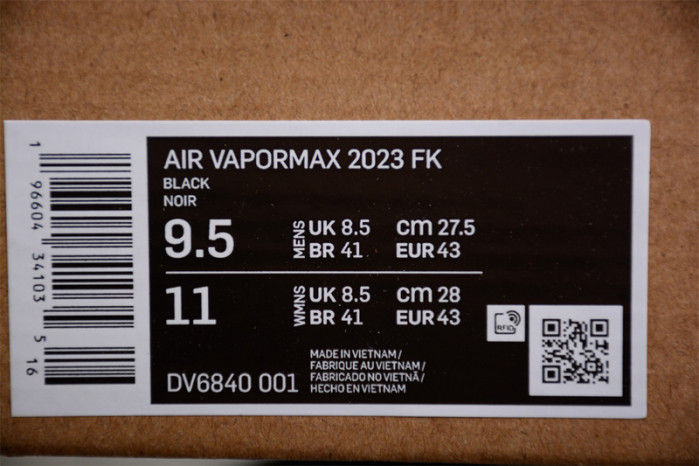 AIR VAPORMAX 2023 FK
BLACK
NOIR
9.5
MENS
UK 8.5 cm 27.5
BR 41 EUR 43
11
WMNS
UK 8.5 cm 28
BR 41 EUR 43
DV6840 001
MADE IN VIETNAM /
FABRIQUE AU VIETNAM /
FABRICADO NO VIETNÃ /
HECHO EN VIETNAM
RFID
1 96604 34103 5 16